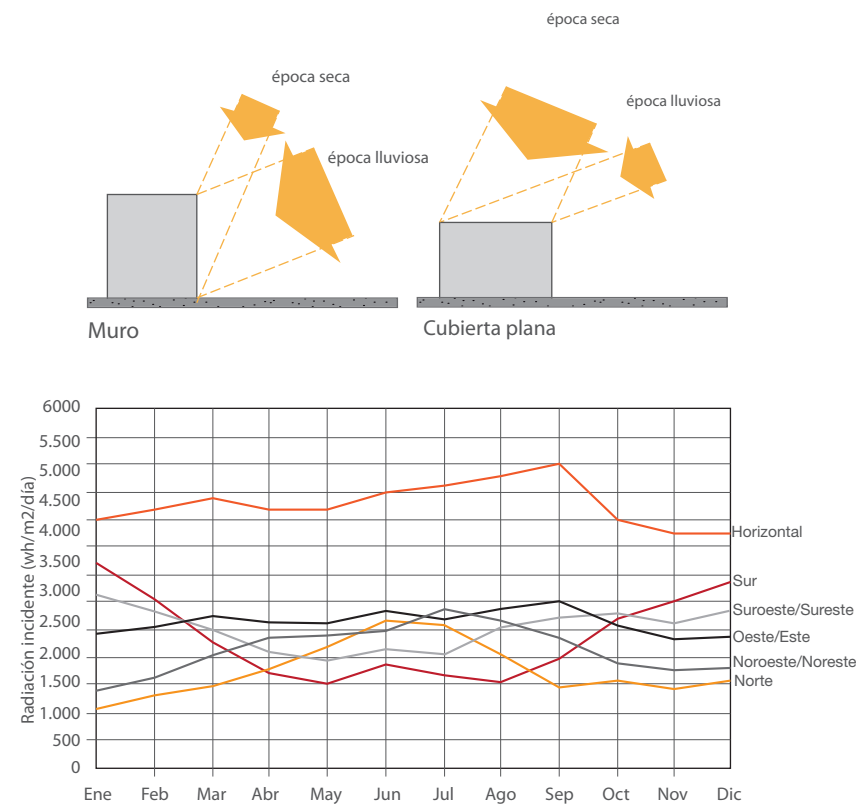 época seca
época seca
época lluviosa
época lluviosa
Muro
Cubierta plana
Radiación incidente (wh/m2/día)
6000
5.500
5.000
4.500
4.000
3.500
3.000
2.500
2.000
1.500
1.000
500
0
Horizontal
Sur
Suroeste/Sureste
Oeste/Este
Noroeste/Noreste
Norte
Ene Feb Mar Abr May Jun Jul Ago Sep Oct Nov Dic